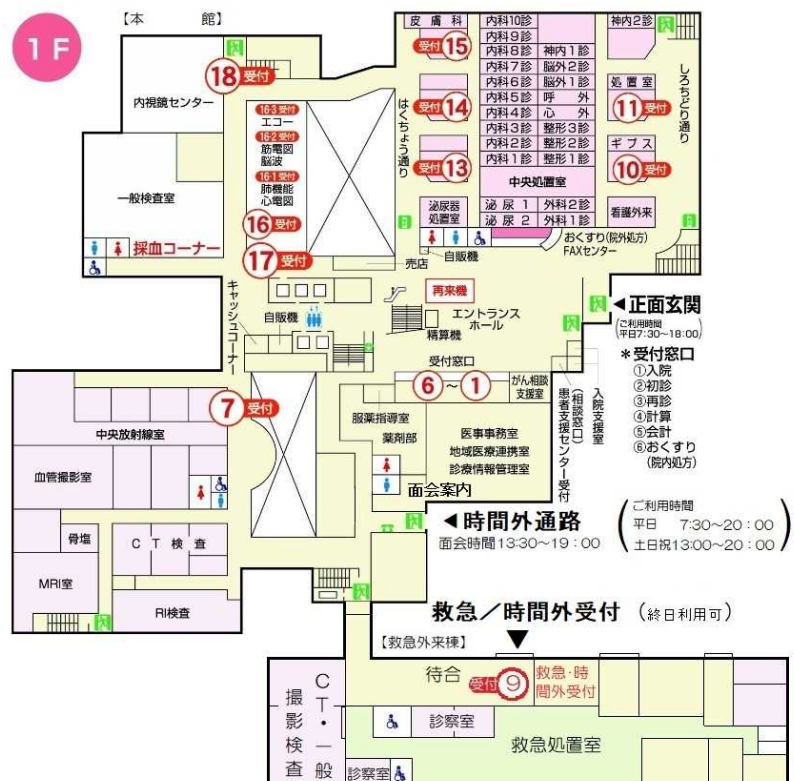 1F
【本 館】
18 受付
内視鏡センター
16-3 受付
エコー
16-2 受付
筋電図
脳波
16-1 受付
肺機能
心電図
一般検査室
16 受付
採血コーナー
17 受付
はくちょう通り
皮膚科
受付 15
受付 14
受付 13
泌尿器
処置室
内科10診
内科9診
内科8診 神内1診
内科7診 脳外2診
内科6診 脳外1診
内科5診 呼 外
内科4診 心 外
内科3診 整形3診
内科2診 整形2診
内科1診 整形1診
中央処置室
泌 尿 1 外科2診
泌 尿 2 外科1診
神内2診
処置室
11 受付
ギプス
10 受付
看護外来
しろちどり通り
おくすり(院外処方)
FAXセンター
自販機
売店
キャッシュコーナー
自販機
再来機
エントランス
ホール
精算機
◀正面玄関
(ご利用時間
平日7:30〜18:00)
受付窓口
6 〜 1
がん相談
支援室
患者支援センター受付
(相談窓口)
入院支援室
*受付窓口
①入院
②初診
③再診
④計算
⑤会計
⑥おくすり
(院内処方)
7 受付
服薬指導室
薬剤部
医事事務室
地域医療連携室
診療情報管理室
面会案内
中央放射線室
血管撮影室
骨塩
CT検査
MRI室
RI検査
◀時間外通路
面会時間13:30〜19:00
ご利用時間
平日 7:30〜20:00
土日祝13:00〜20:00
救急/時間外受付 (終日利用可)
▼
【救急外来棟】
待合
受付 9
救急・時
間外受付
CT・一般
撮影検査
診察室
救急処置室
診察室